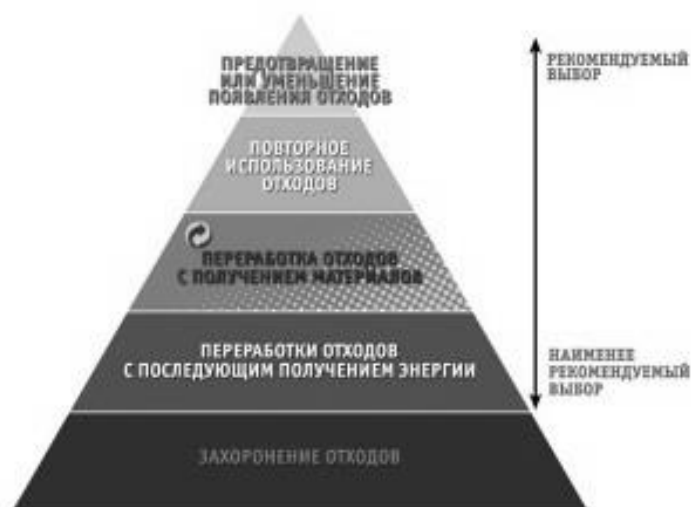 ПРЕДОТВРАЩЕНИЕ
ИЛИ УМЕНЬШЕНИЕ
ПОЯВЛЕНИЯ ОТХОДОВ
ПОВТОРНОЕ
ИСПОЛЬЗОВАНИЕ
ОТХОДОВ
ПЕРЕРАБОТКА ОТХОДОВ
С ПОЛУЧЕНИЕМ МАТЕРИАЛОВ
ПЕРЕРАБОТКИ ОТХОДОВ
С ПОСЛЕДУЮЩИМ ПОЛУЧЕНИЕМ ЭНЕРГИИ
ЗАХОРОНЕНИЕ ОТХОДОВ
РЕКОМЕНДУЕМЫЙ
ВЫБОР
НАИМЕНЕЕ
РЕКОМЕНДУЕМЫЙ
ВЫБОР